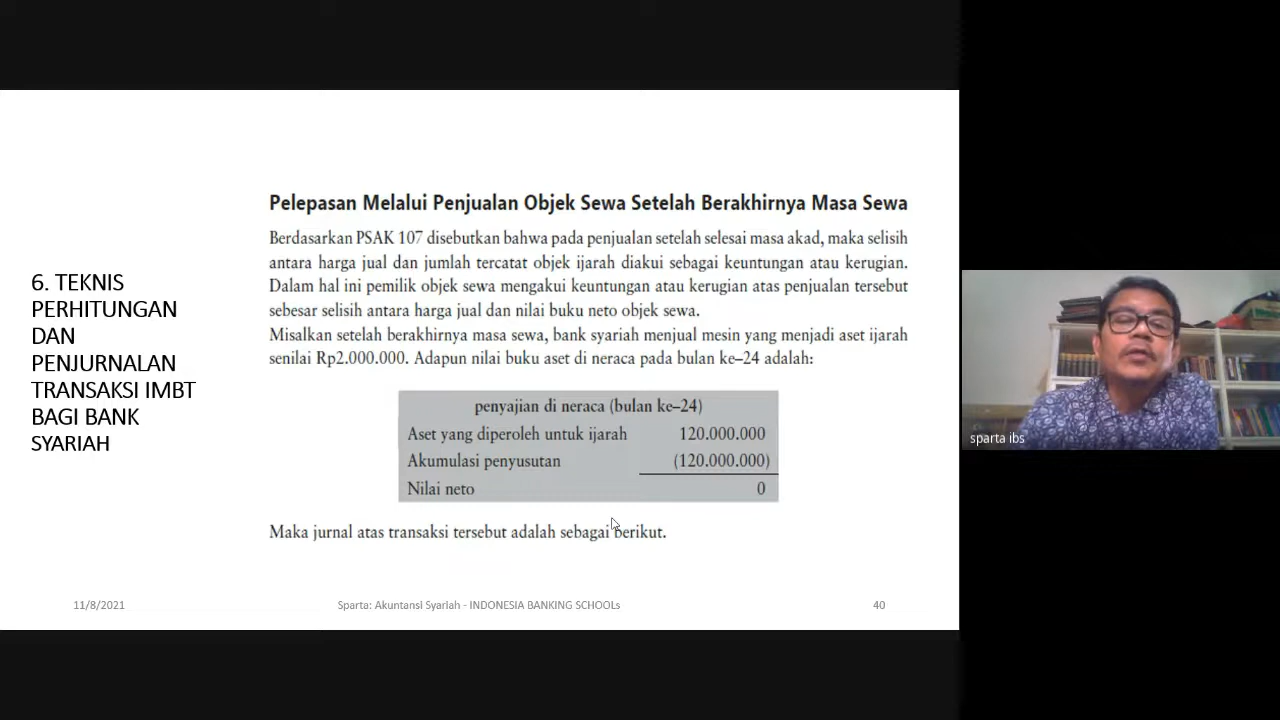 Pelepasan Melalui Penjualan Objek Sewa Setelah Berakhirnya Masa Sewa
Berdasarkan PSAK 107 disebutkan bahwa pada penjualan setelah selesai masa akad, maka selisih
antara harga jual dan jumlah tercatat objek ijarah diakui sebagai keuntungan atau kerugian.
Dalam hal ini pemilik objek sewa mengakui keuntungan atau kerugian atas penjualan tersebut
sebesar selisih antara harga jual dan nilai buku neto objek sewa.
Misalkan setelah berakhirnya masa sewa, bank syariah menjual mesin yang menjadi aset ijarah
senilai Rp2.000.000. Adapun nilai buku aset di neraca pada bulan ke–24 adalah:
6. TEKNIS
PERHITUNGAN
DAN
PENJURNALAN
TRANSAKSI IMBT
BAGI BANK
SYARIAH
penyajian di neraca (bulan ke–24)
Aset yang diperoleh untuk ijarah 120.000.000
Akumulasi penyusutan (120.000.000)
Nilai neto 0
Maka jurnal atas transaksi tersebut adalah sebagai berikut.
11/8/2021 Sparta: Akuntansi Syariah - INDONESIA BANKING SCHOOLs 40
sparta ibs